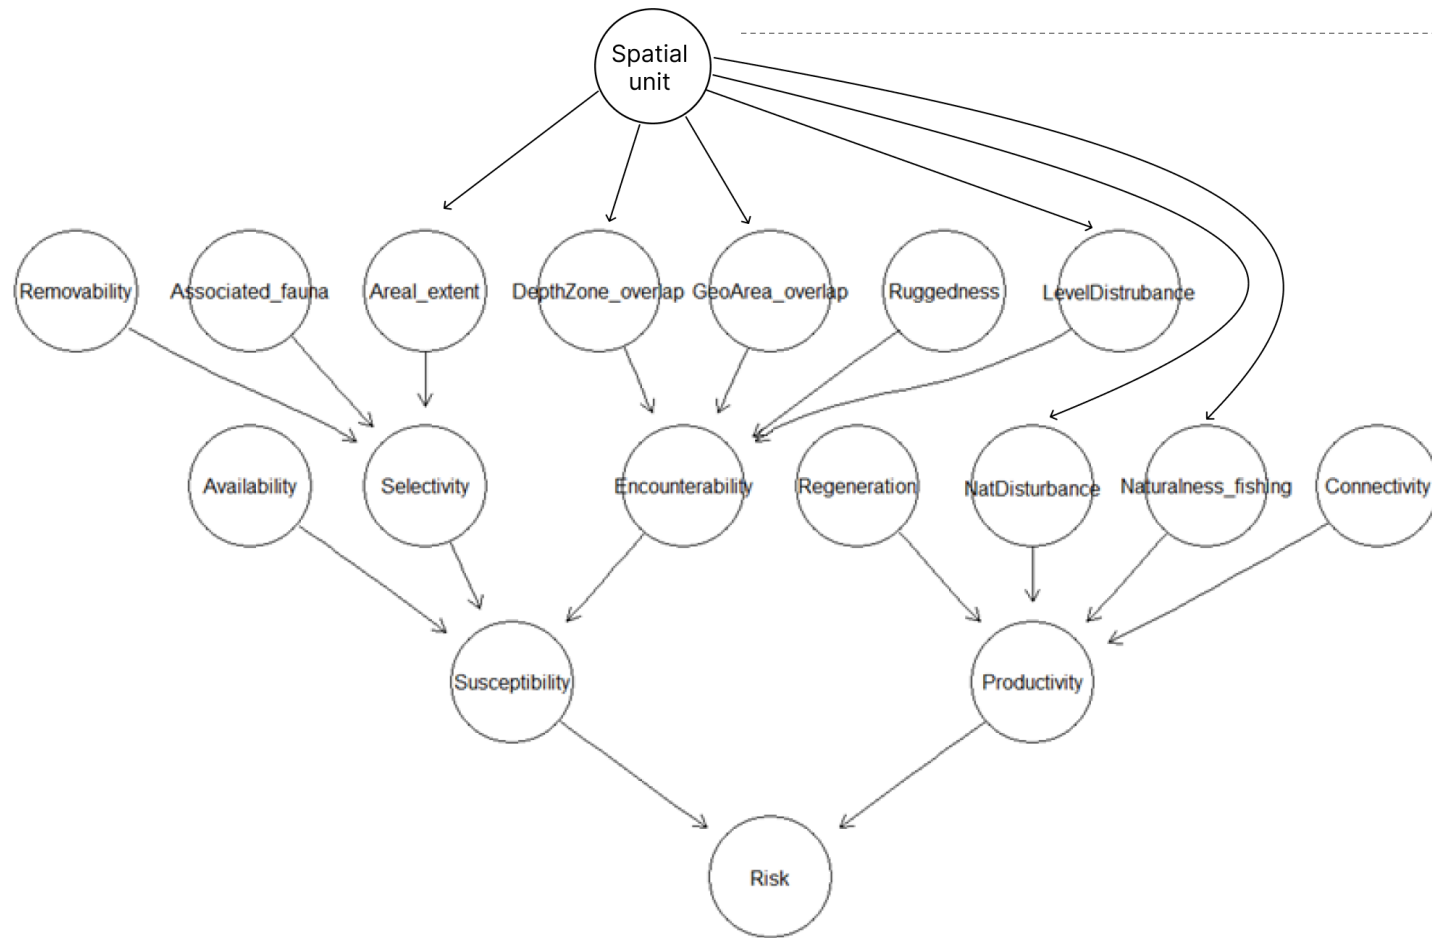 Spatial
unit
Removability
Associated_fauna
Areal_extent
DepthZone_overlap
GeoArea_overlap
Ruggedness
LevelDistrubance
Availability
Selectivity
Encounterability
Regeneration
NatDisturbance
Naturalness_fishing
Connectivity
Susceptibility
Productivity
Risk